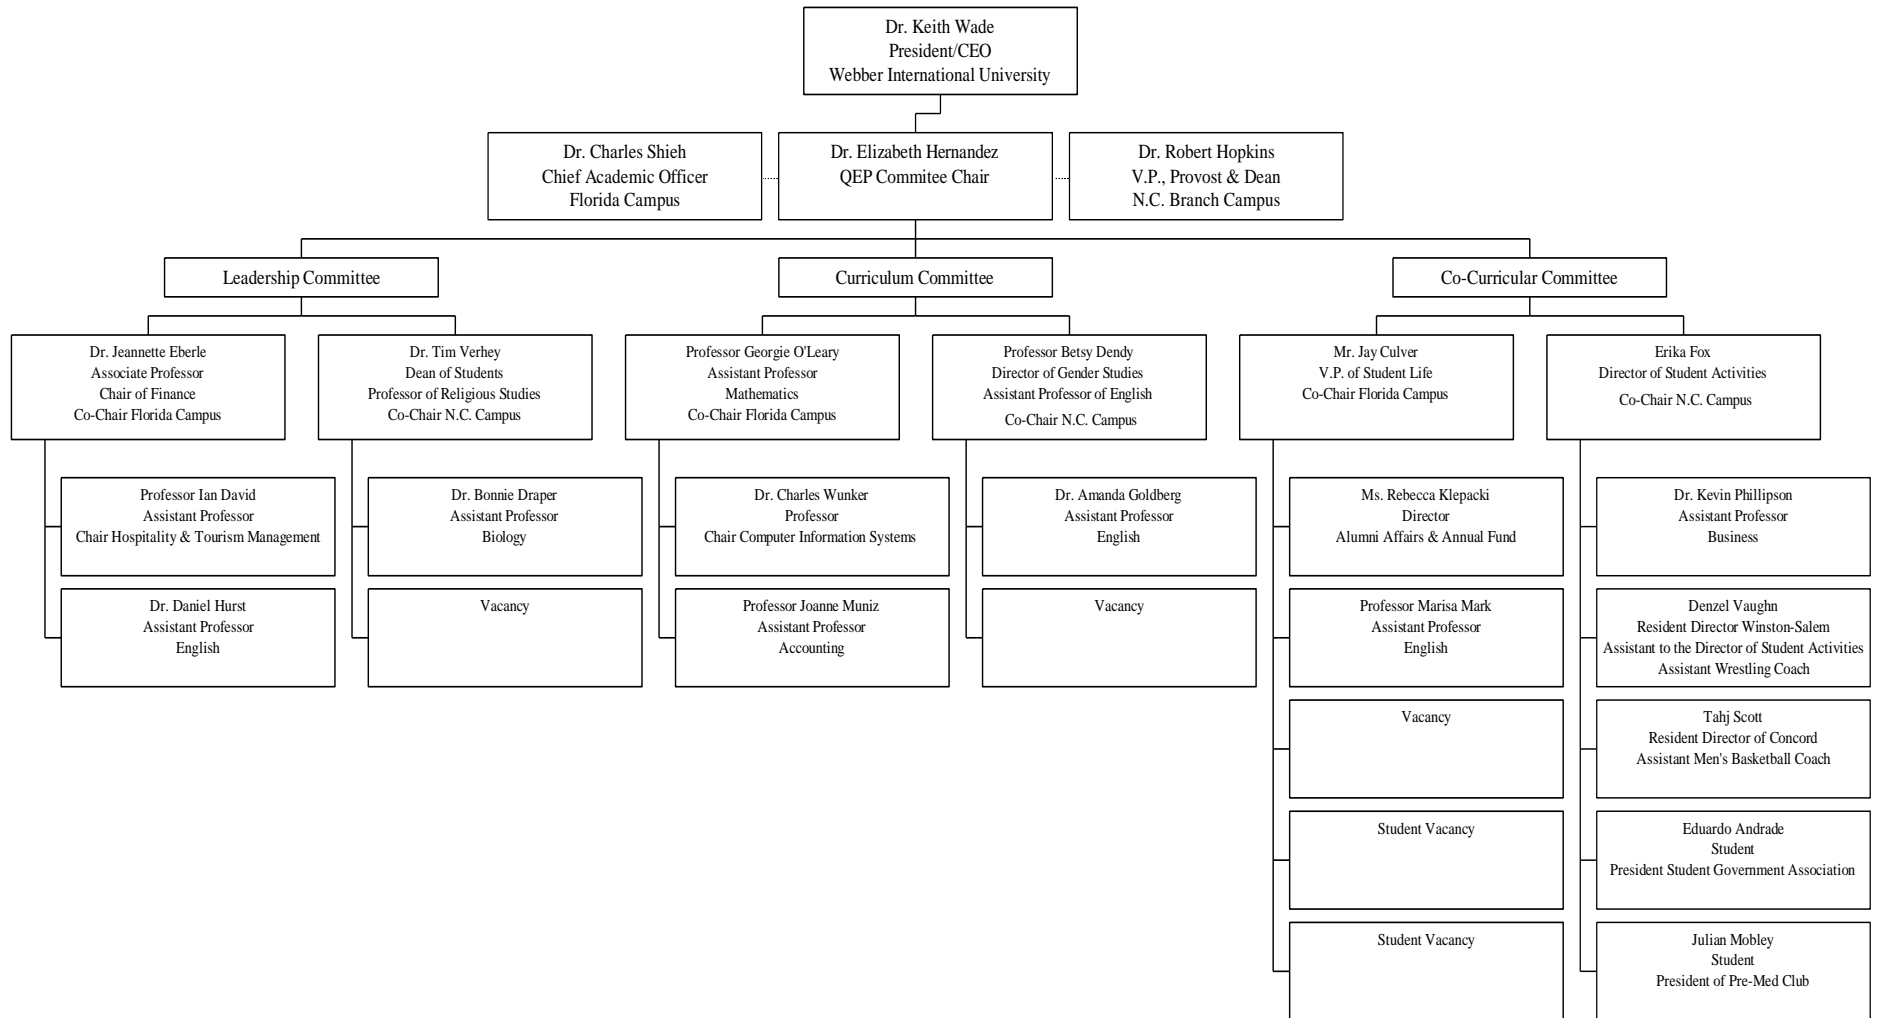 Dr. Keith Wade
President/CEO
Webber International University
Dr. Charles Shieh
Chief Academic Officer
Florida Campus
Dr. Elizabeth Hernandez
QEP Commitee Chair
Dr. Robert Hopkins
V.P., Provost & Dean
N.C. Branch Campus
Leadership Committee
Curriculum Committee
Co-Curricular Committee
Dr. Jeannette Eberle
Associate Professor
Chair of Finance
Co-Chair Florida Campus
Dr. Tim Verhey
Dean of Students
Professor of Religious Studies
Co-Chair N.C. Campus
Professor Georgie O'Leary
Assistant Professor
Mathematics
Co-Chair Florida Campus
Professor Betsy Dendy
Director of Gender Studies
Assistant Professor of English
Co-Chair N.C. Campus
Mr. Jay Culver
V.P. of Student Life
Co-Chair Florida Campus
Erika Fox
Director of Student Activities
Co-Chair N.C. Campus
Professor Ian David
Assistant Professor
Chair Hospitality & Tourism Management
Dr. Bonnie Draper
Assistant Professor
Biology
Dr. Charles Wunker
Professor
Chair Computer Information Systems
Dr. Amanda Goldberg
Assistant Professor
English
Ms. Rebecca Klepacki
Director
Alumni Affairs & Annual Fund
Dr. Kevin Phillipson
Assistant Professor
Business
Dr. Daniel Hurst
Assistant Professor
English
Vacancy
Professor Joanne Muniz
Assistant Professor
Accounting
Vacancy
Professor Marisa Mark
Assistant Professor
English
Denzel Vaughn
Resident Director Winston-Salem
Assistant to the Director of Student Activities
Assistant Wrestling Coach
Vacancy
Tahj Scott
Resident Director of Concord
Assistant Men's Basketball Coach
Student Vacancy
Eduardo Andrade
Student
President Student Government Association
Student Vacancy
Julian Mobley
Student
President of Pre-Med Club